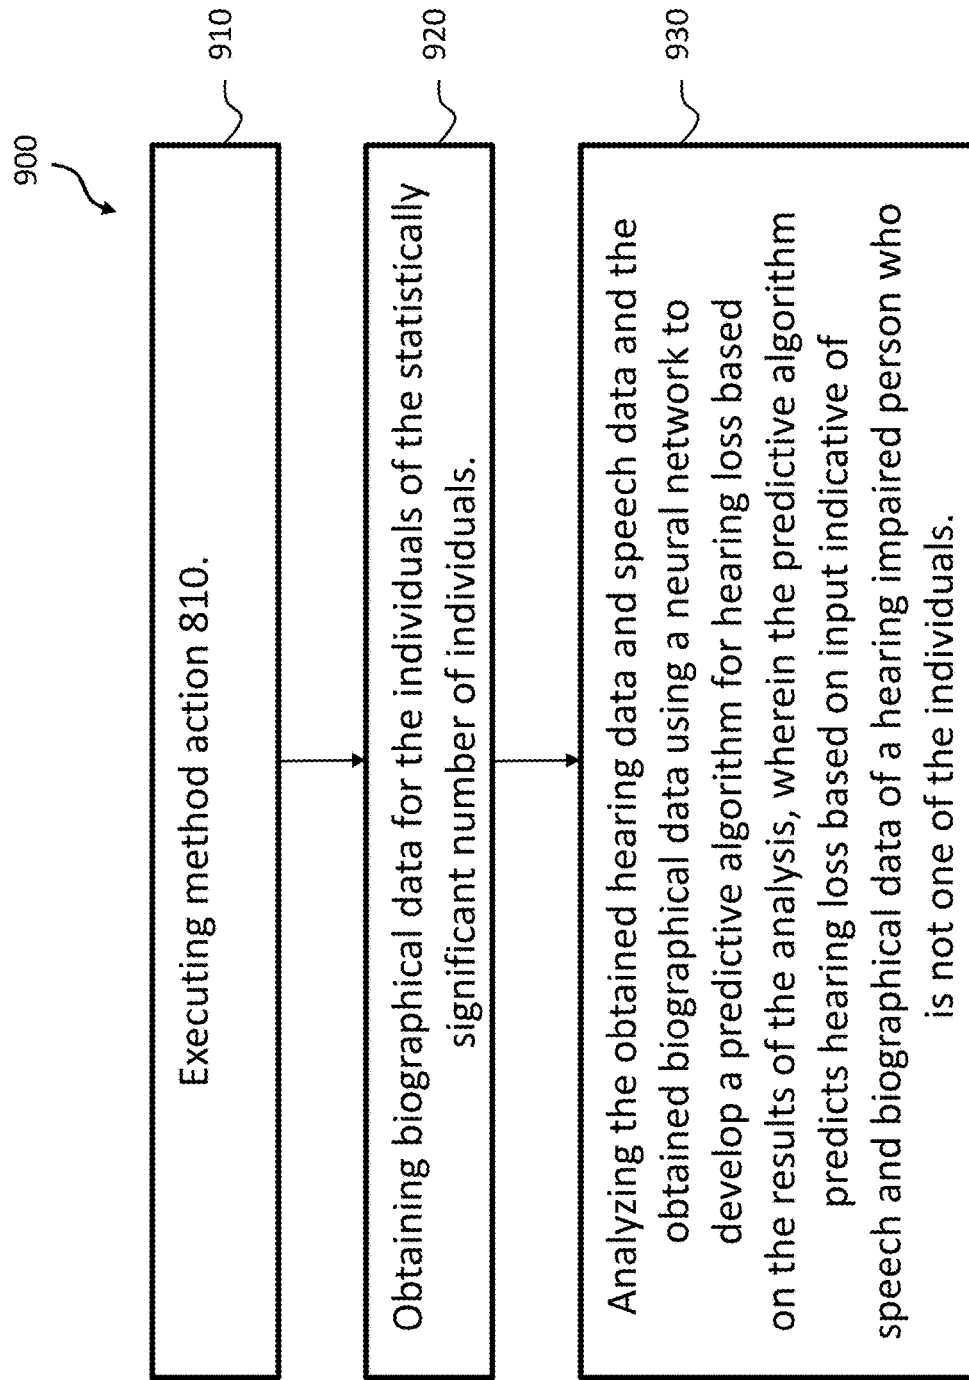 900
910
Executing method action 810.
920
Obtaining biographical data for the individuals of the statistically
significant number of individuals.
930
Analyzing the obtained hearing data and speech data and the
obtained biographical data using a neural network to
develop a predictive algorithm for hearing loss based
on the results of the analysis, wherein the predictive algorithm
predicts hearing loss based on input indicative of
speech and biographical data of a hearing impaired person who
is not one of the individuals.